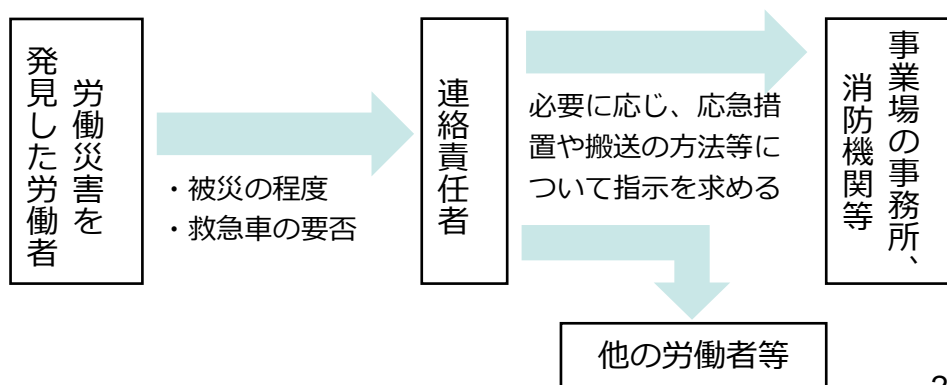 労働災害を
発見した労働者
・被災の程度
・救急車の要否
連絡責任者
必要に応じ、応急措
置や搬送の方法等に
ついて指示を求める
事業場の事務所、
消防機関等
他の労働者等